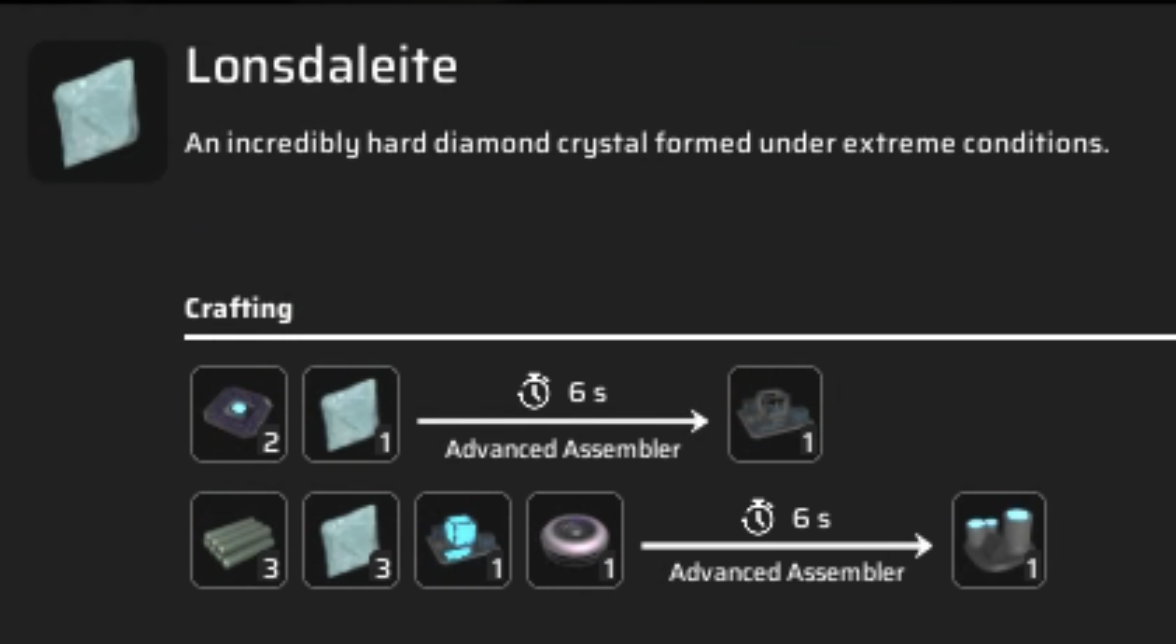 Lonsdaleite
An incredibly hard diamond crystal formed under extreme conditions.
Crafting
6 s
2 1 Advanced Assembler 1
6 s
3 3 1 1 Advanced Assembler 1